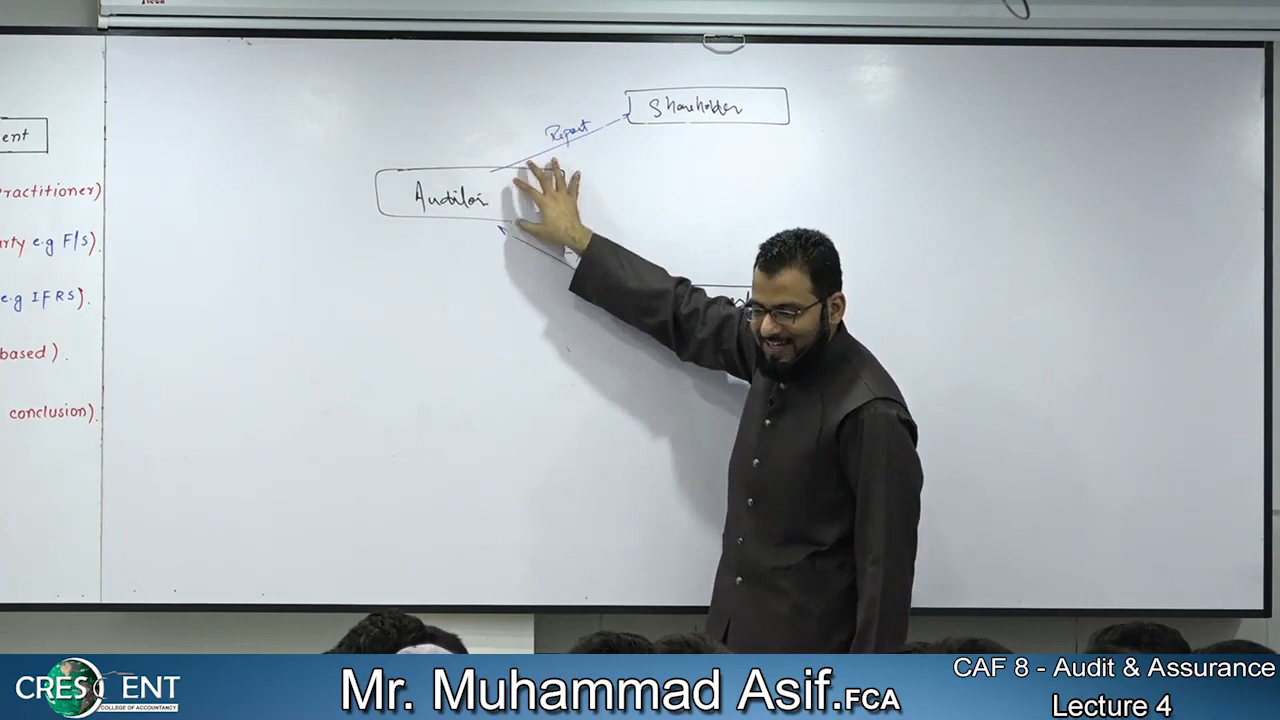 ent
Practitioner)
rty e.g F/S).
e.g IFRS).
based).
conclusion).
Shareholder
Report
Auditor
CRESCENT
COLLEGE OF ACCOUNTANCY
Mr. Muhammad Asif.FCA
CAF 8 - Audit & Assurance
Lecture 4